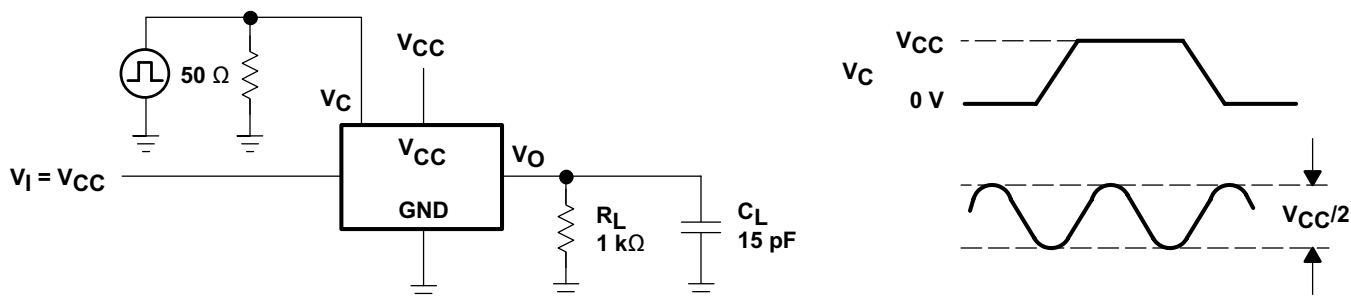 50 Ω
VC
VCC
VI = VCC
VCC
GND
VO
RL
1 kΩ
CL
15 pF
VCC
VC
0 V
VCC/2